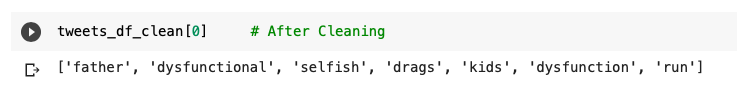 tweets_df_clean[0] # After Cleaning
['father', 'dysfunctional', 'selfish', 'drags', 'kids', 'dysfunction', 'run']